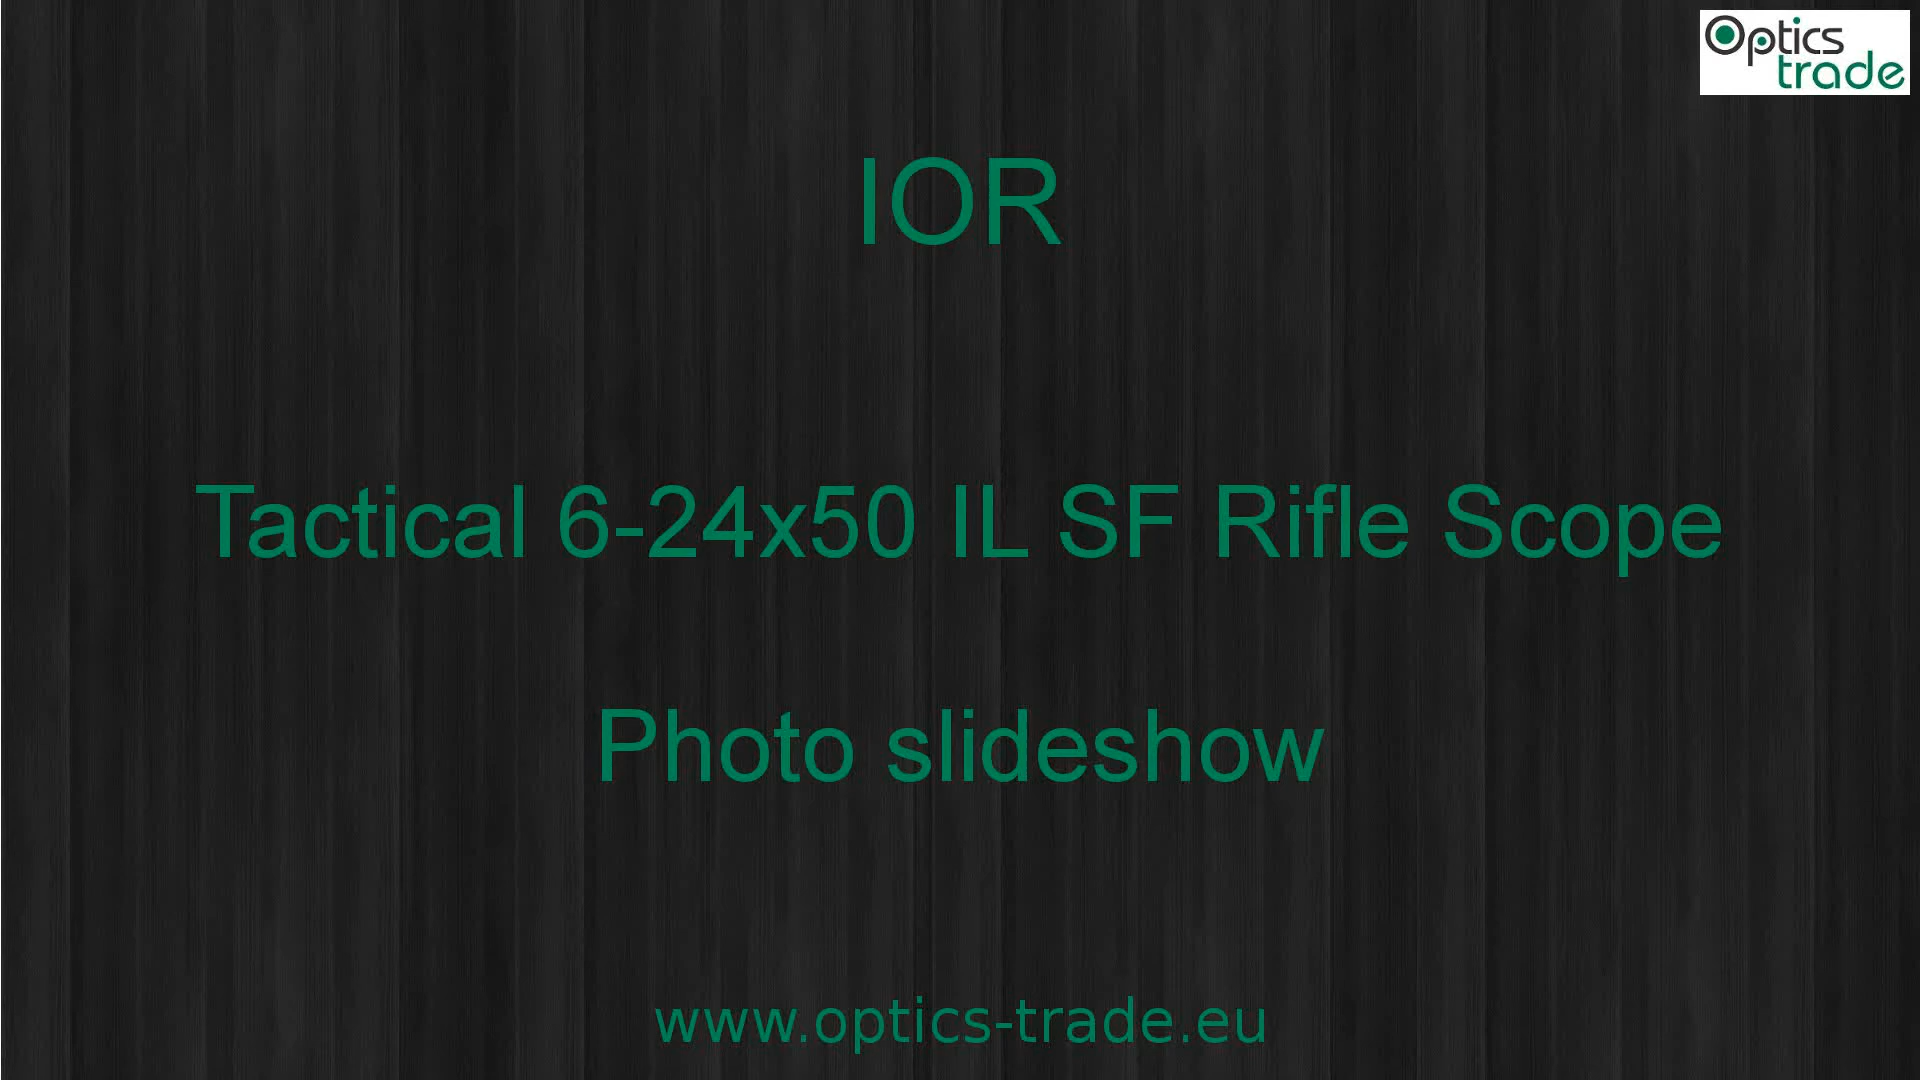 Optics
trade
IOR
Tactical 6-24x50 IL SF Rifle Scope
Photo slideshow
www.optics-trade.eu